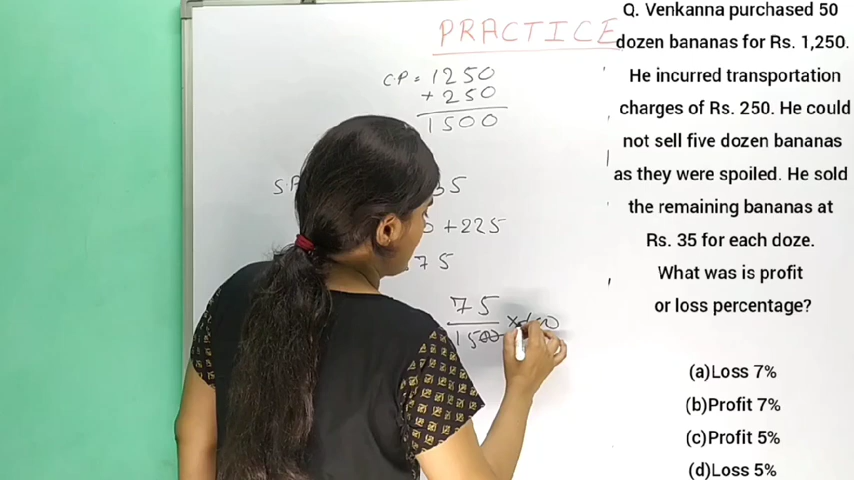 PRACTICE
C.P = 1250
+ 250
1500
S.P
35
+225
75
75
1500 × 100
Q. Venkanna purchased 50
dozen bananas for Rs. 1,250.
He incurred transportation
charges of Rs. 250. He could
not sell five dozen bananas
as they were spoiled. He sold
the remaining bananas at
Rs. 35 for each doze.
What was is profit
or loss percentage?
(a)Loss 7%
(b)Profit 7%
(c)Profit 5%
(d)Loss 5%